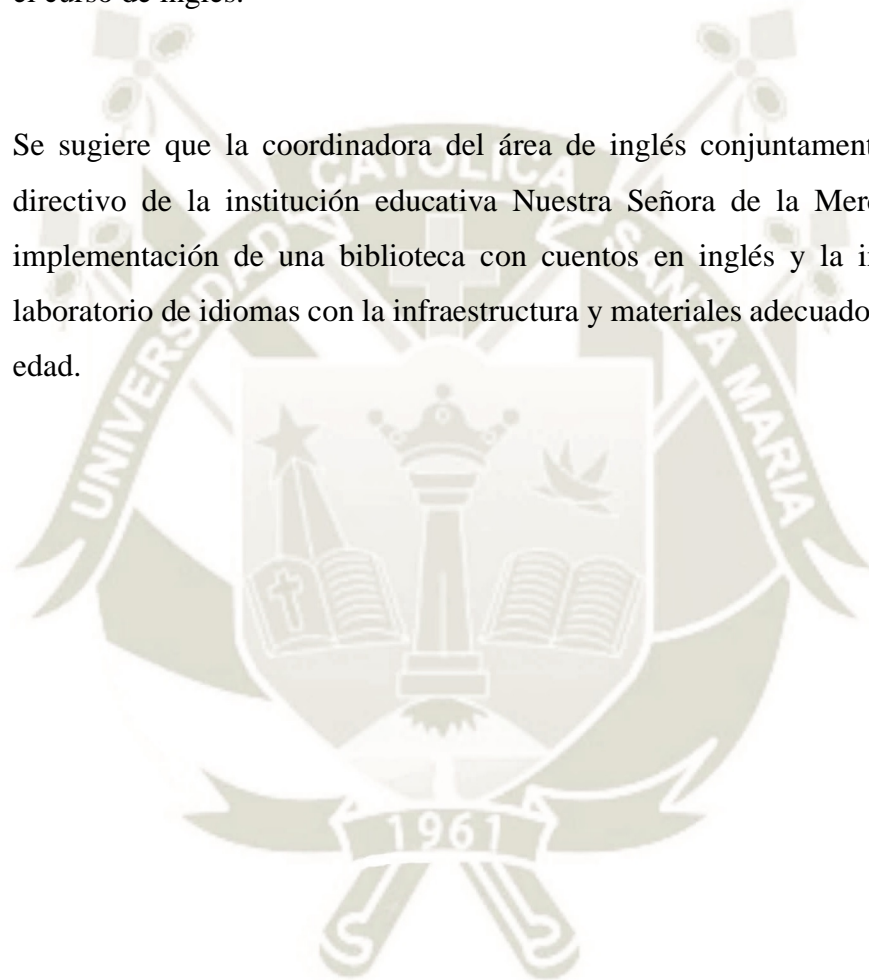 el curso de inglés.
Se sugiere que la coordinadora del área de inglés conjuntament
directivo de la institución educativa Nuestra Señora de la Mer
implementación de una biblioteca con cuentos en inglés y la i
laboratorio de idiomas con la infraestructura y materiales adecuado
edad.
UNIVERSIDAD CATOLICA SANTA MARIA
1961